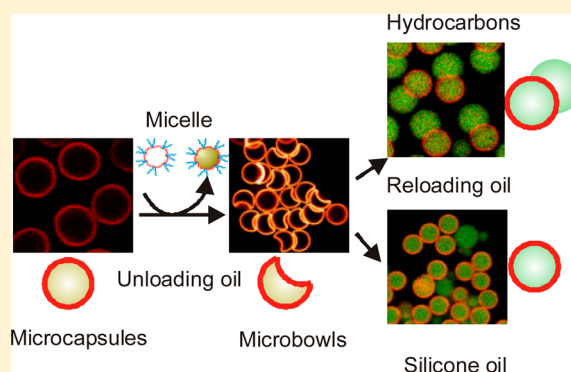 Hydrocarbons
Micelle
Reloading oil
Unloading oil
Microcapsules
Microbowls
Silicone oil